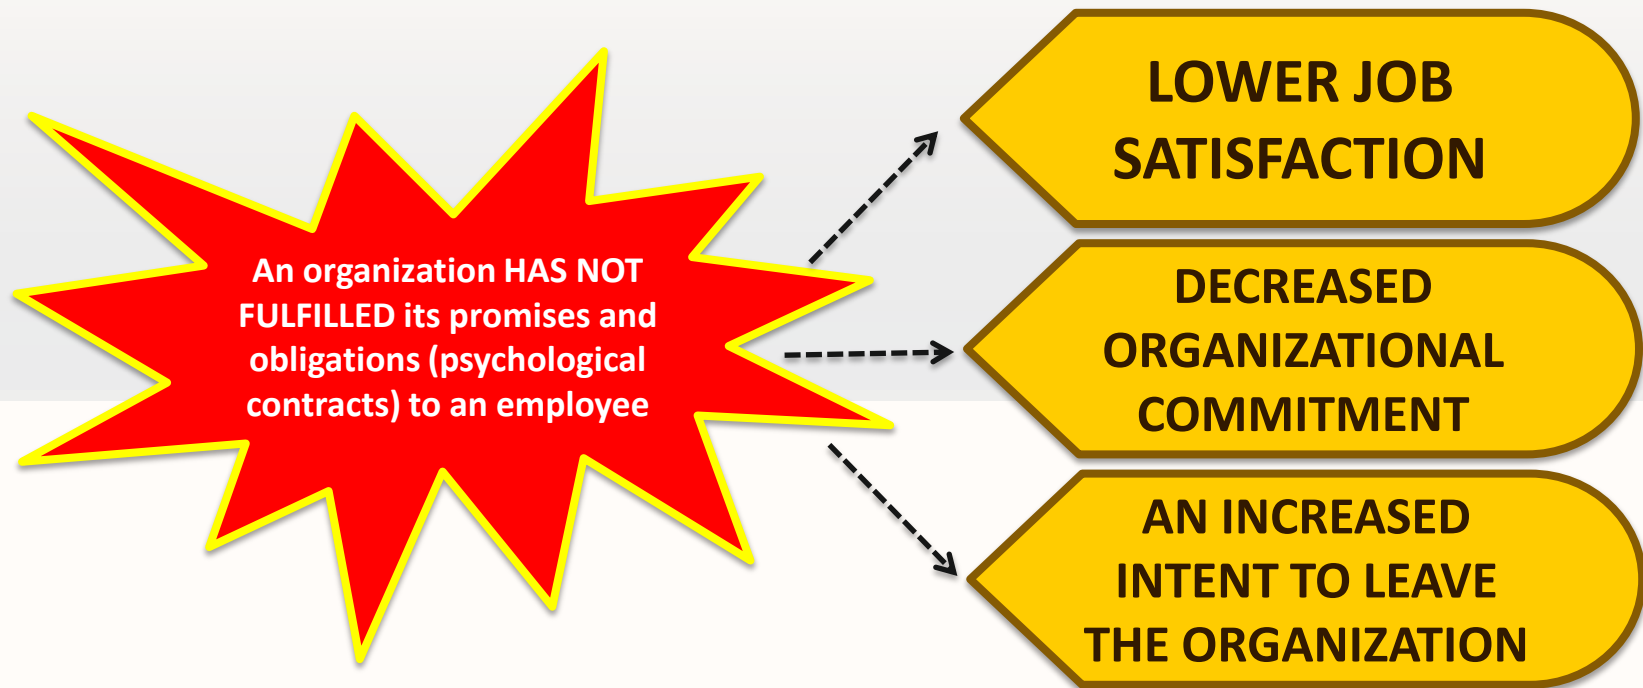 An organization HAS NOT
FULFILLED its promises and
obligations (psychological
contracts) to an employee
LOWER JOB
SATISFACTION
DECREASED
ORGANIZATIONAL
COMMITMENT
AN INCREASED
INTENT TO LEAVE
THE ORGANIZATION